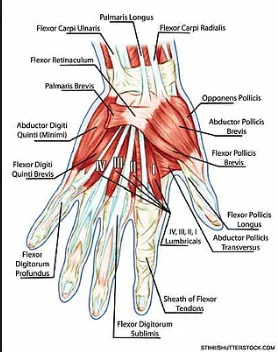 Palmaris Longus
Flexor Carpi Ulnaris
Flexor Carpi Radialis
Flexor Retinaculum
Palmaris Brevis
Opponens Pollicis
Abductor Digiti
Quinti (Minimi)
Abductor Pollicis
Brevis
Flexor Digiti
Quinti Brevis
Flexor Pollicis
Brevis
IV III II I
IV, III, II, I
Lumbricals
Flexor Pollicis
Longus
Abductor Pollicis
Transversus
Flexor
Digitorum
Profundus
Sheath of Flexor
Tendons
Flexor Digitorum
Sublimis
STIHII/SHUTTERSTOCK.COM